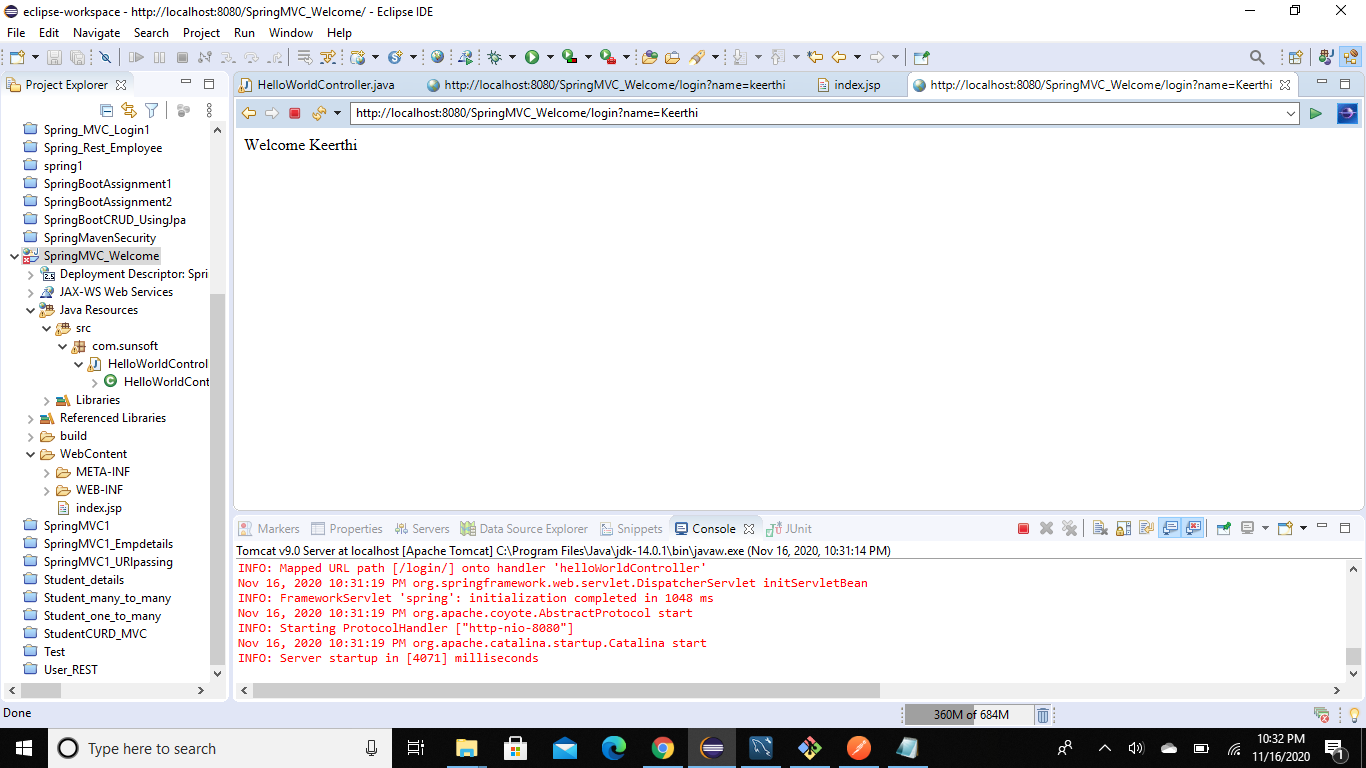 eclipse-workspace - http://localhost:8080/SpringMVC_Welcome/ - Eclipse IDE
File Edit Navigate Search Project Run Window Help
Project Explorer
HelloWorldController.java
http://localhost:8080/SpringMVC_Welcome/login?name=keerthi
index.jsp
http://localhost:8080/SpringMVC_Welcome/login?name=Keerthi
http://localhost:8080/SpringMVC_Welcome/login?name=Keerthi
Welcome Keerthi
Spring_MVC_Login1
Spring_Rest_Employee
spring1
SpringBootAssignment1
SpringBootAssignment2
SpringBootCRUD_UsingJpa
SpringMavenSecurity
SpringMVC_Welcome
Deployment Descriptor: Spri
JAX-WS Web Services
Java Resources
src
com.sunsoft
HelloWorldControl
HelloWorldCont
Libraries
Referenced Libraries
build
WebContent
META-INF
WEB-INF
index.jsp
SpringMVC1
SpringMVC1_Empdetails
SpringMVC1_URIpassing
Student_details
Student_many_to_many
Student_one_to_many
StudentCURD_MVC
Test
User_REST
Markers Properties Servers Data Source Explorer Snippets Console JUnit
Tomcat v9.0 Server at localhost [Apache Tomcat] C:\Program Files\Java\jdk-14.0.1\bin\javaw.exe (Nov 16, 2020, 10:31:14 PM)
INFO: Mapped URL path [/login/] onto handler 'helloWorldController'
Nov 16, 2020 10:31:19 PM org.springframework.web.servlet.DispatcherServlet initServletBean
INFO: FrameworkServlet 'spring': initialization completed in 1048 ms
Nov 16, 2020 10:31:19 PM org.apache.coyote.AbstractProtocol start
INFO: Starting ProtocolHandler ["http-nio-8080"]
Nov 16, 2020 10:31:19 PM org.apache.catalina.startup.Catalina start
INFO: Server startup in [4071] milliseconds
Done
360M of 684M
Type here to search
10:32 PM
11/16/2020
1